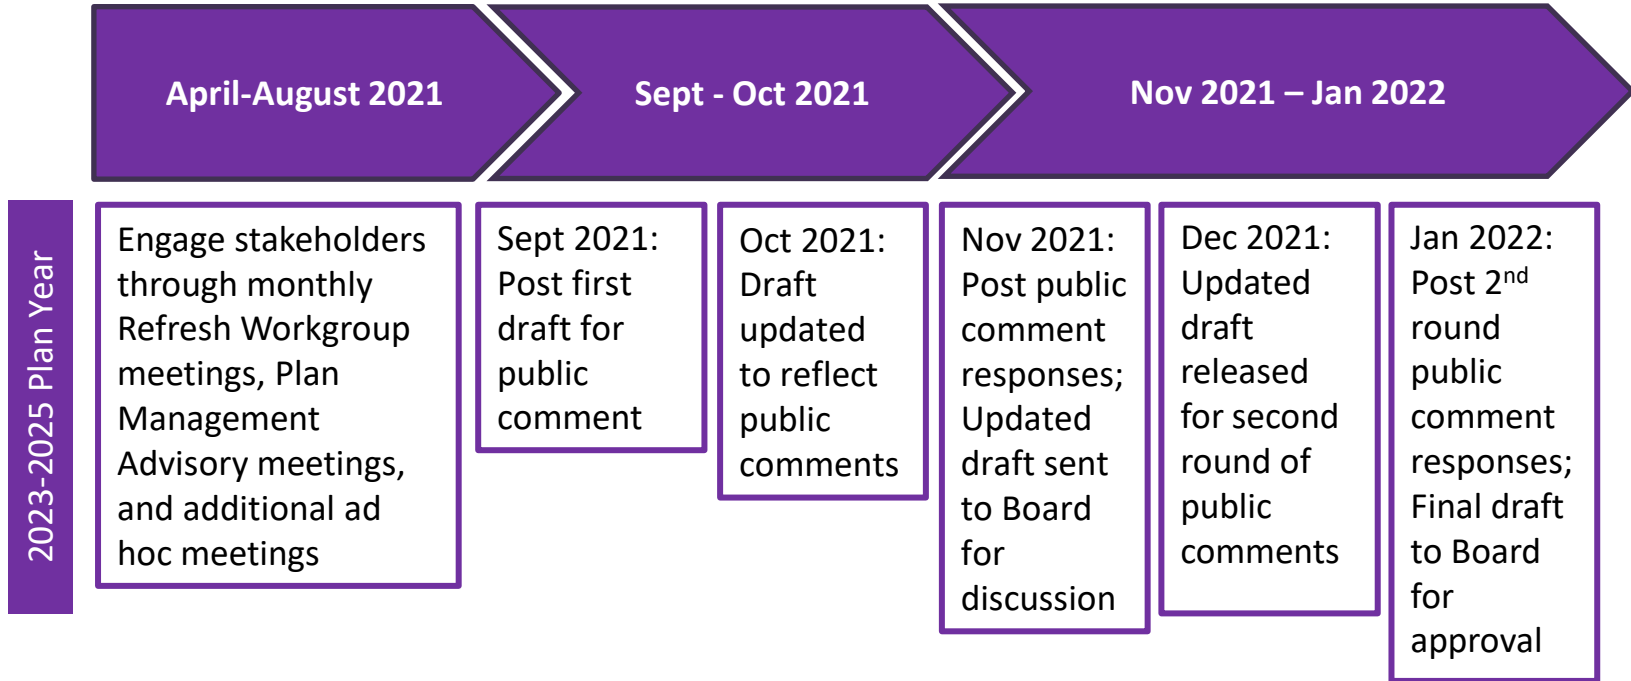 April-August 2021
Sept - Oct 2021
Nov 2021 – Jan 2022
2023-2025 Plan Year
Engage stakeholders
through monthly
Refresh Workgroup
meetings, Plan
Management
Advisory meetings,
and additional ad
hoc meetings
Sept 2021:
Post first
draft for
public
comment
Oct 2021:
Draft
updated
to reflect
public
comments
Nov 2021:
Post public
comment
responses;
Updated
draft sent
to Board
for
discussion
Dec 2021:
Updated
draft
released
for second
round of
public
comments
Jan 2022:
Post 2nd
round
public
comment
responses;
Final draft
to Board
for
approval